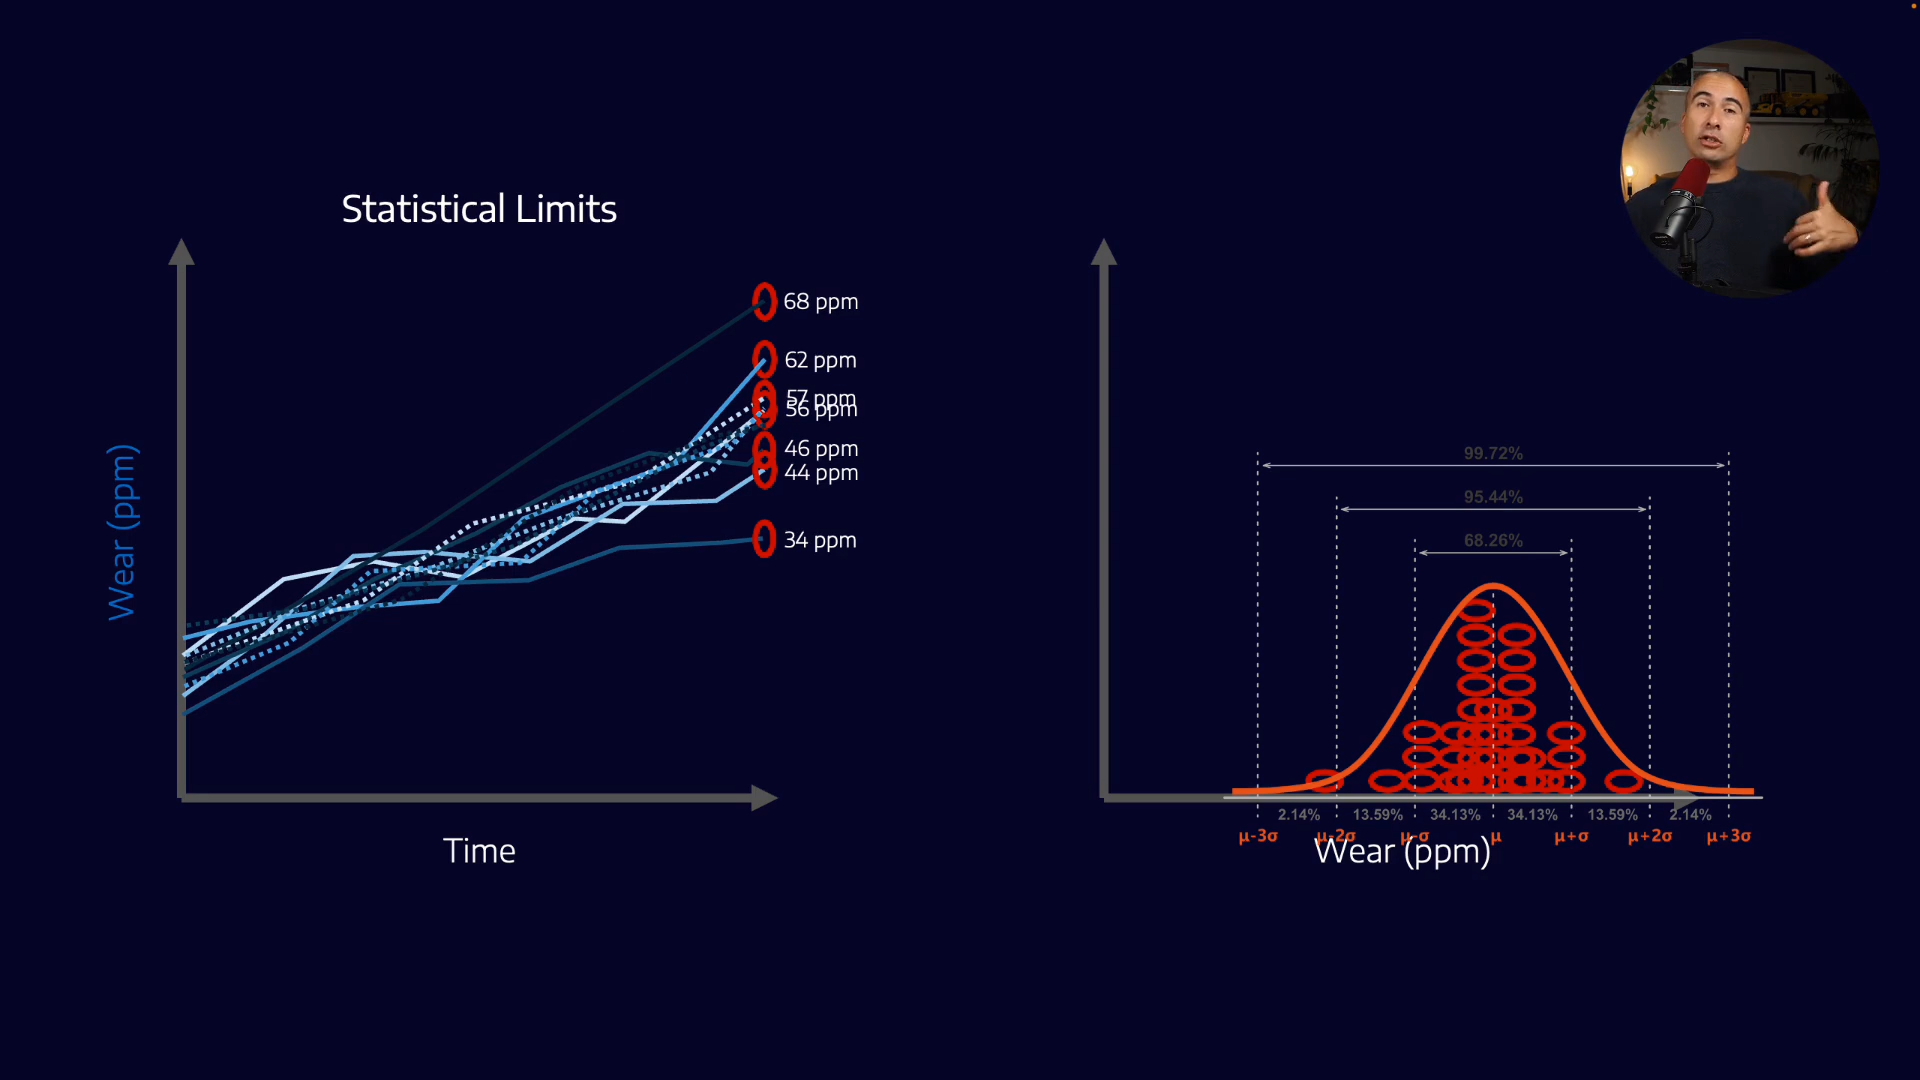 Statistical Limits
68 ppm
62 ppm
57 ppm
56 ppm
46 ppm
44 ppm
34 ppm
Wear (ppm)
Time
99.72%
95.44%
68.26%
2.14% 13.59% 34.13% 34.13% 13.59% 2.14%
μ-3σ μ-2σ μ-σ μ μ+σ μ+2σ μ+3σ
Wear (ppm)